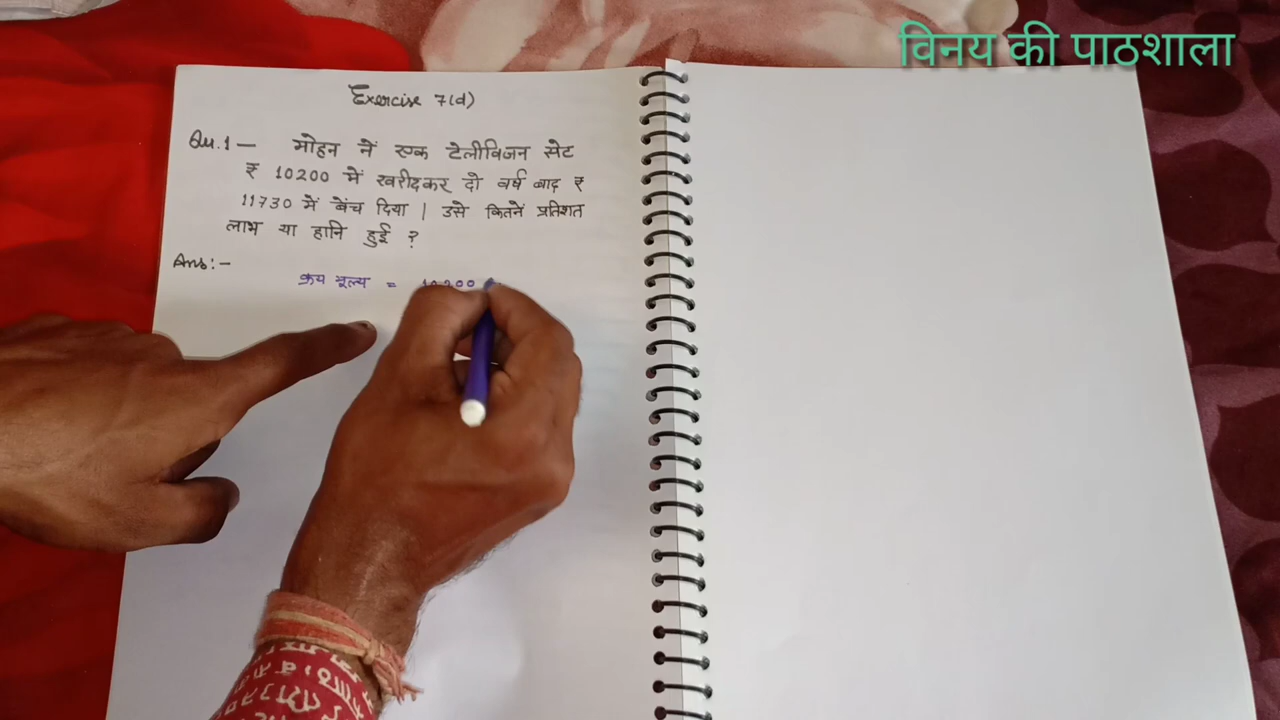 विनय की पाठशाला
Exercise 7(d)
Qu.1 — मोहन नें एक टेलीविजन सेट
₹ 10200 में खरीदकर दो वर्ष बाद ₹
11730 में बेंच दिया | उसे कितनें प्रतिशत
लाभ या हानि हुई ?
Ans:-
क्रय मूल्य = 10200